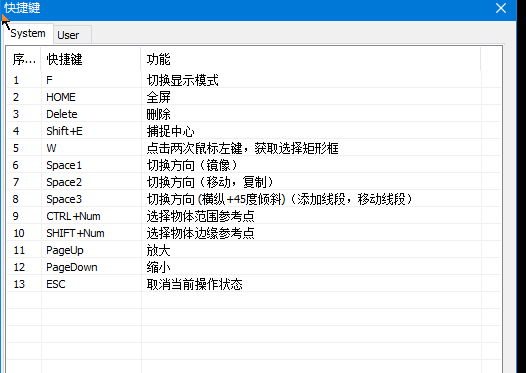 快捷键
System User
序... 快捷键 功能
1 F 切换显示模式
2 HOME 全屏
3 Delete 删除
4 Shift+E 捕捉中心
5 W 点击两次鼠标左键，获取选择矩形框
6 Space1 切换方向（镜像）
7 Space2 切换方向（移动，复制）
8 Space3 切换方向 (横纵+45度倾斜)（添加线段，移动线段）
9 CTRL+Num 选择物体范围参考点
10 SHIFT+Num 选择物体边缘参考点
11 PageUp 放大
12 PageDown 缩小
13 ESC 取消当前操作状态